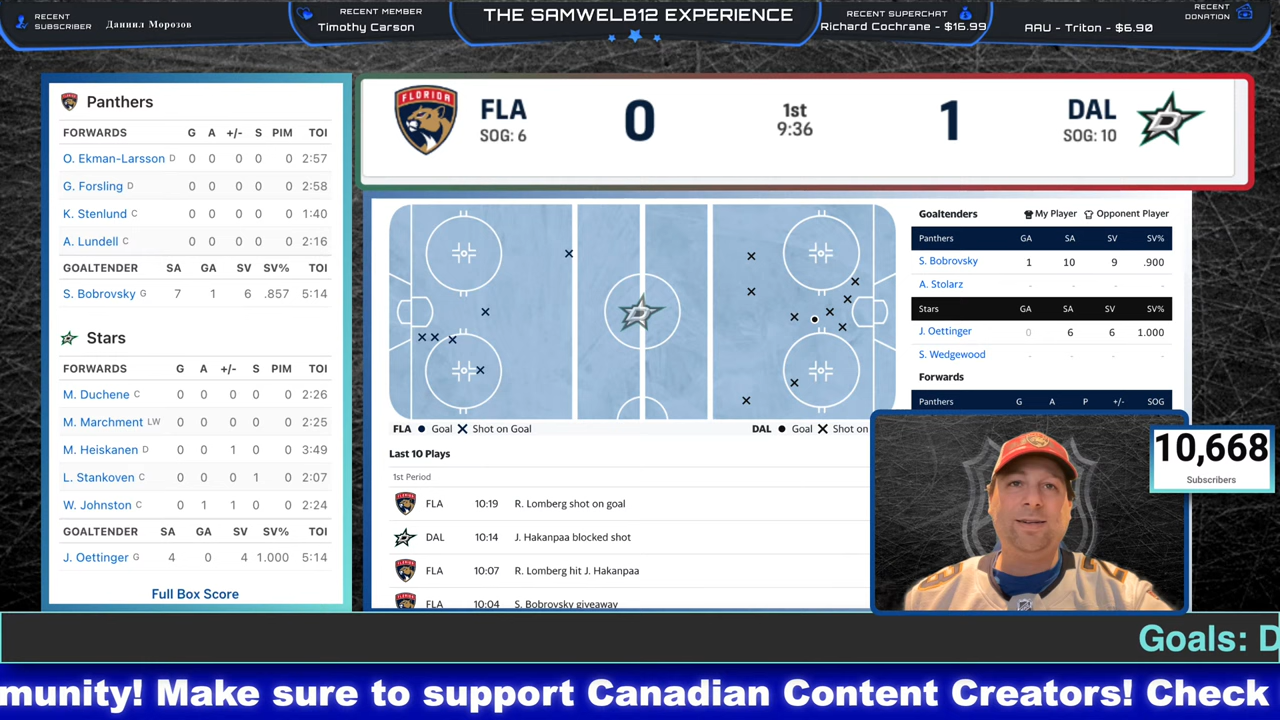 RECENT SUBSCRIBER
Даниил Морозов
RECENT MEMBER
Timothy Carson
THE SAMWELB12 EXPERIENCE
RECENT SUPERCHAT
Richard Cochrane - $16.99
RECENT DONATION
AAU - Triton - $6.90
Panthers
FORWARDS G A +/- S PIM TOI
O. Ekman-Larsson D 0 0 0 0 0 2:57
G. Forsling D 0 0 0 0 0 2:58
K. Stenlund C 0 0 0 0 0 1:40
A. Lundell C 0 0 0 0 0 2:16
GOALTENDER SA GA SV SV% TOI
S. Bobrovsky G 7 1 6 .857 5:14
Stars
FORWARDS G A +/- S PIM TOI
M. Duchene C 0 0 0 0 0 2:26
M. Marchment LW 0 0 0 0 0 2:25
M. Heiskanen D 0 0 1 0 0 3:49
L. Stankoven C 0 0 0 1 0 2:07
W. Johnston C 0 1 1 0 0 2:24
GOALTENDER SA GA SV SV% TOI
J. Oettinger G 4 0 4 1.000 5:14
Full Box Score
FLORIDA
FLA 0 1st 1 DAL
SOG: 6 9:36 SOG: 10
FLA Goal Shot on Goal
DAL Goal Shot on
Last 10 Plays
1st Period
FLA 10:19 R. Lomberg shot on goal
DAL 10:14 J. Hakanpaa blocked shot
FLA 10:07 R. Lomberg hit J. Hakanpaa
FLA 10:04 S. Bobrovsky giveaway
Goaltenders My Player Opponent Player
Panthers GA SA SV SV%
S. Bobrovsky 1 10 9 .900
A. Stolarz - - - -
Stars GA SA SV SV%
J. Oettinger 0 6 6 1.000
S. Wedgewood - - - -
Forwards
Panthers G A P +/- SOG
10,668
Subscribers
Goals: D
munity! Make sure to support Canadian Content Creators! Check